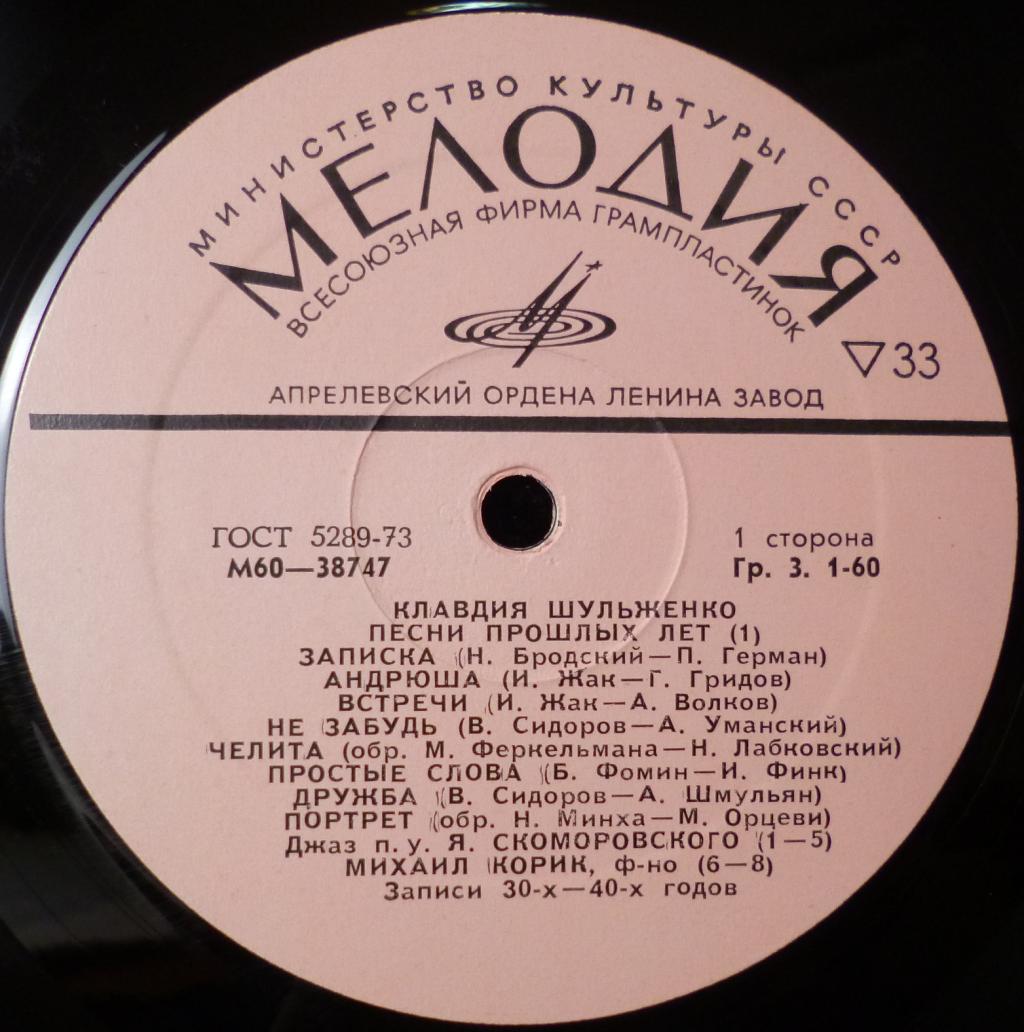 МИНИСТЕРСТВО КУЛЬТУРЫ СССР
МЕЛОДИЯ
ВСЕСОЮЗНАЯ ФИРМА ГРАМПЛАСТИНОК
▽33
АПРЕЛЕВСКИЙ ОРДЕНА ЛЕНИНА ЗАВОД
ГОСТ 5289-73 1 сторона
М60—38747 Гр. 3. 1-60
КЛАВДИЯ ШУЛЬЖЕНКО
ПЕСНИ ПРОШЛЫХ ЛЕТ (1)
ЗАПИСКА (Н. Бродский—П. Герман)
АНДРЮША (И. Жак—Г. Гридов)
ВСТРЕЧИ (И. Жак—А. Волков)
НЕ ЗАБУДЬ (В. Сидоров—А. Уманский)
ЧЕЛИТА (обр. М. Феркельмана—Н. Лабковский)
ПРОСТЫЕ СЛОВА (Б. Фомин—И. Финк)
ДРУЖБА (В. Сидоров—А. Шмульян)
ПОРТРЕТ (обр. Н. Минха—М. Орцеви)
Джаз п. у. Я. СКОМОРОВСКОГО (1—5)
МИХАИЛ КОРИК, ф-но (6—8)
Записи 30-х—40-х годов